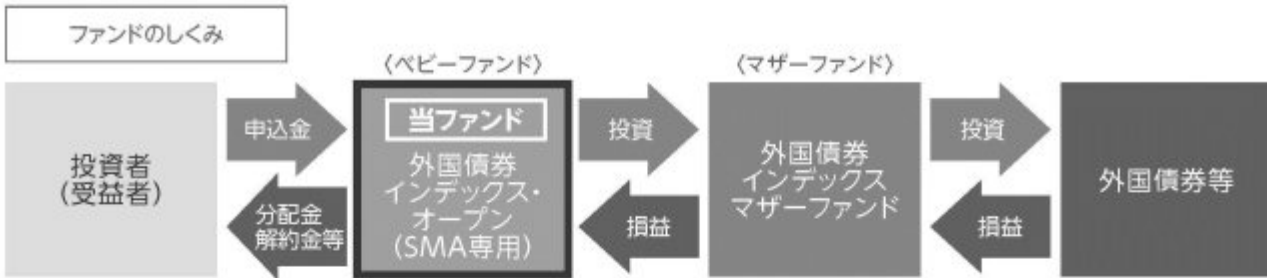 ファンドのしくみ
〈ベビーファンド〉
〈マザーファンド〉
投資者
(受益者)
申込金
分配金
解約金等
当ファンド
外国債券
インデックス・
オープン
(SMA専用)
投資
損益
外国債券
インデックス
マザーファンド
投資
損益
外国債券等